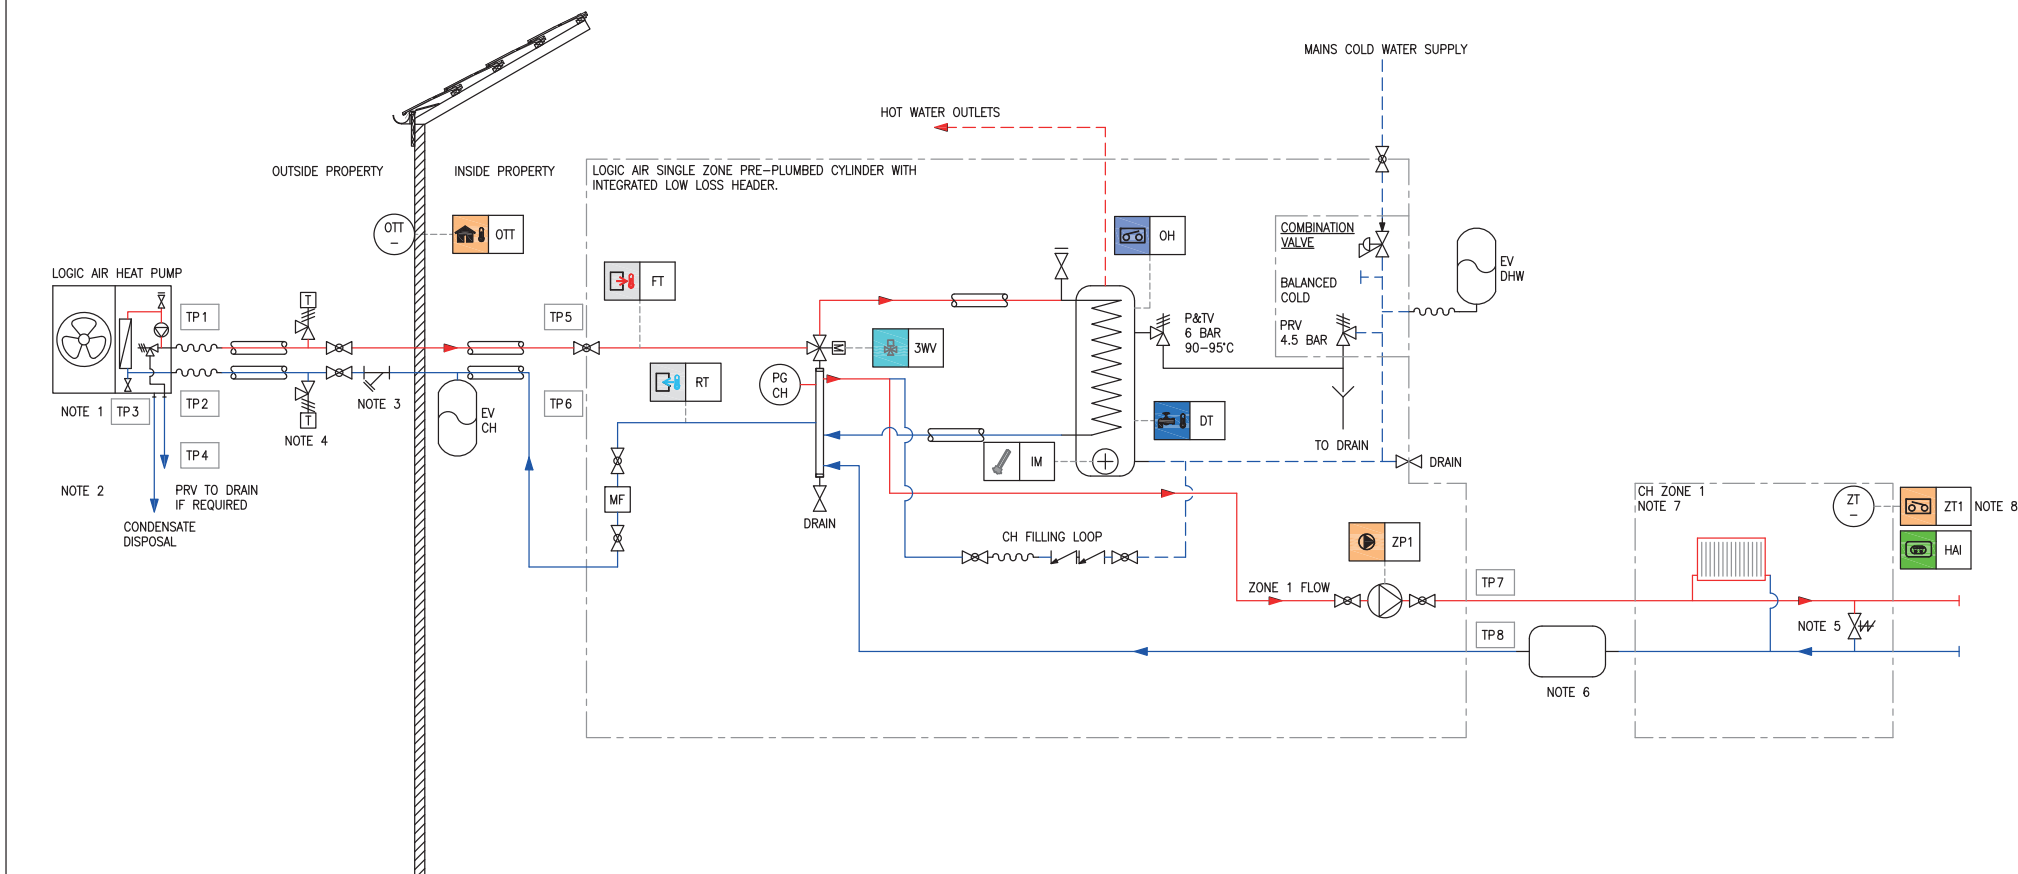 MAINS COLD WATER SUPPLY
HOT WATER OUTLETS
OUTSIDE PROPERTY
INSIDE PROPERTY
LOGIC AIR SINGLE ZONE PRE-PLUMBED CYLINDER WITH
INTEGRATED LOW LOSS HEADER.
OTT
–
OTT
OH
COMBINATION
VALVE
LOGIC AIR HEAT PUMP
FT
BALANCED
COLD
EV
DHW
TP1
T
TP5
P&TV
6 BAR
90-95°C
PRV
4.5 BAR
M
3WV
RT
PG
CH
NOTE 1
TP3
TP2
T
NOTE 3
EV
CH
TP6
DT
NOTE 4
TO DRAIN
TP4
IM
DRAIN
NOTE 2
PRV TO DRAIN
IF REQUIRED
MF
CH ZONE 1
NOTE 7
ZT
–
ZT1
NOTE 8
CONDENSATE
DISPOSAL
DRAIN
CH FILLING LOOP
ZP1
HAI
ZONE 1 FLOW
TP7
NOTE 5
TP8
NOTE 6